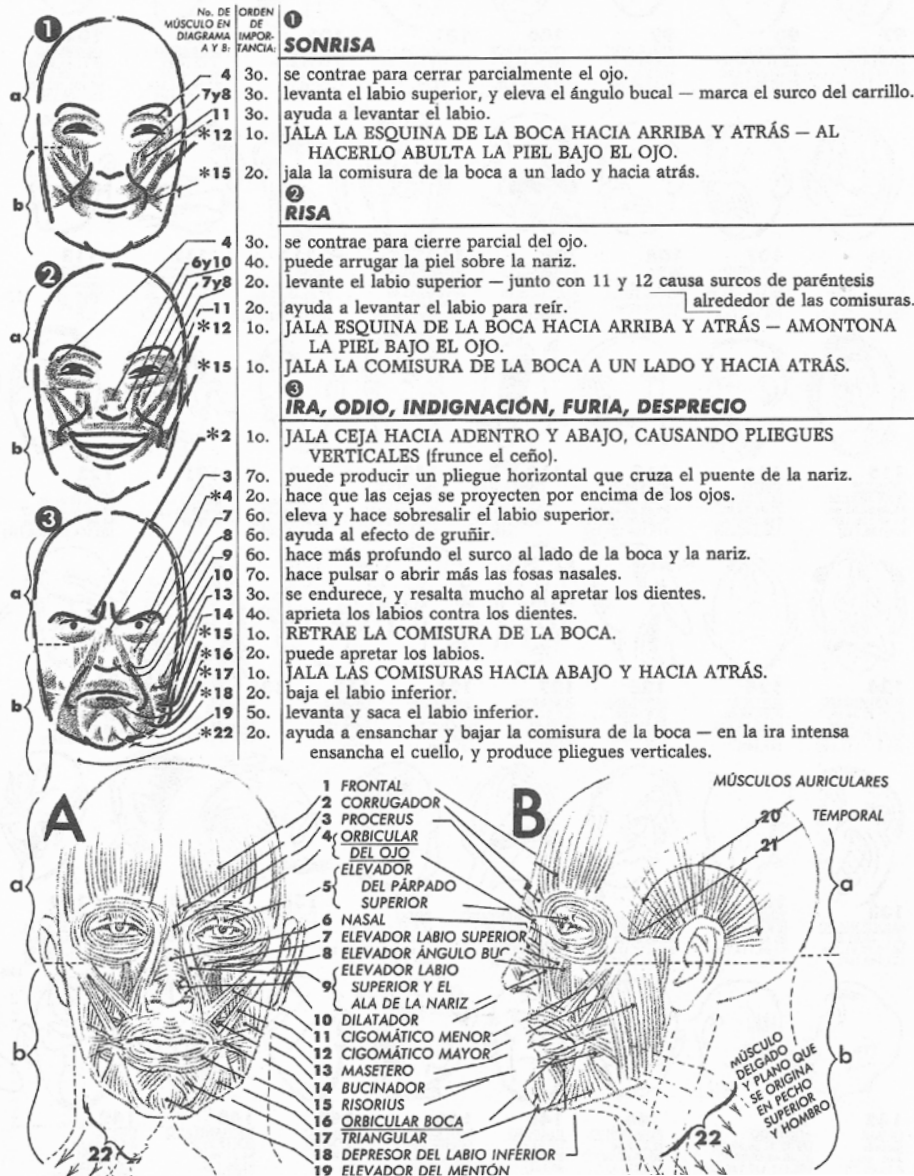 No. DE MÚSCULO EN DIAGRAMA A Y B:
ORDEN DE IMPOR-TANCIA:
1
SONRISA
4 3o. se contrae para cerrar parcialmente el ojo.
7y8 3o. levanta el labio superior, y eleva el ángulo bucal — marca el surco del carrillo.
11 3o. ayuda a levantar el labio.
*12 1o. JALA LA ESQUINA DE LA BOCA HACIA ARRIBA Y ATRÁS — AL
HACERLO ABULTA LA PIEL BAJO EL OJO.
*15 2o. jala la comisura de la boca a un lado y hacia atrás.
2
RISA
4 3o. se contrae para cierre parcial del ojo.
6y10 4o. puede arrugar la piel sobre la nariz.
7y8 2o. levante el labio superior — junto con 11 y 12 causa surcos de paréntesis
alrededor de las comisuras.
11 2o. ayuda a levantar el labio para reír.
*12 1o. JALA ESQUINA DE LA BOCA HACIA ARRIBA Y ATRÁS — AMONTONA
LA PIEL BAJO EL OJO.
*15 1o. JALA LA COMISURA DE LA BOCA A UN LADO Y HACIA ATRÁS.
3
IRA, ODIO, INDIGNACIÓN, FURIA, DESPRECIO
*2 1o. JALA CEJA HACIA ADENTRO Y ABAJO, CAUSANDO PLIEGUES
VERTICALES (frunce el ceño).
3 7o. puede producir un pliegue horizontal que cruza el puente de la nariz.
*4 2o. hace que las cejas se proyecten por encima de los ojos.
7 6o. eleva y hace sobresalir el labio superior.
8 6o. ayuda al efecto de gruñir.
9 6o. hace más profundo el surco al lado de la boca y la nariz.
10 7o. hace pulsar o abrir más las fosas nasales.
13 3o. se endurece, y resalta mucho al apretar los dientes.
14 4o. aprieta los labios contra los dientes.
*15 1o. RETRAE LA COMISURA DE LA BOCA.
*16 2o. puede apretar los labios.
*17 1o. JALA LAS COMISURAS HACIA ABAJO Y HACIA ATRÁS.
*18 2o. baja el labio inferior.
19 5o. levanta y saca el labio inferior.
*22 2o. ayuda a ensanchar y bajar la comisura de la boca — en la ira intensa
ensancha el cuello, y produce pliegues verticales.
1
a
b
2
a
b
3
a
b
A
a
b
22
1 FRONTAL
2 CORRUGADOR
3 PROCERUS
4 ORBICULAR
DEL OJO
5 ELEVADOR
DEL PÁRPADO
SUPERIOR
6 NASAL
7 ELEVADOR LABIO SUPERIOR
8 ELEVADOR ÁNGULO
9 ELEVADOR LABIO
SUPERIOR Y EL
ALA DE LA NARIZ
10 DILATADOR
11 CIGOMÁTICO MENOR
12 CIGOMÁTICO MAYOR
13 MASETERO
14 BUCINADOR
15 RISORIUS
16 ORBICULAR BOCA
17 TRIANGULAR
18 DEPRESOR DEL LABIO INFERIOR
19 ELEVADOR DEL MENTÓN
B
MÚSCULOS AURICULARES
20 TEMPORAL
21
a
b
MÚSCULO
DELGADO
Y PLANO QUE
SE ORIGINA
EN PECHO
SUPERIOR
Y HOMBRO
22